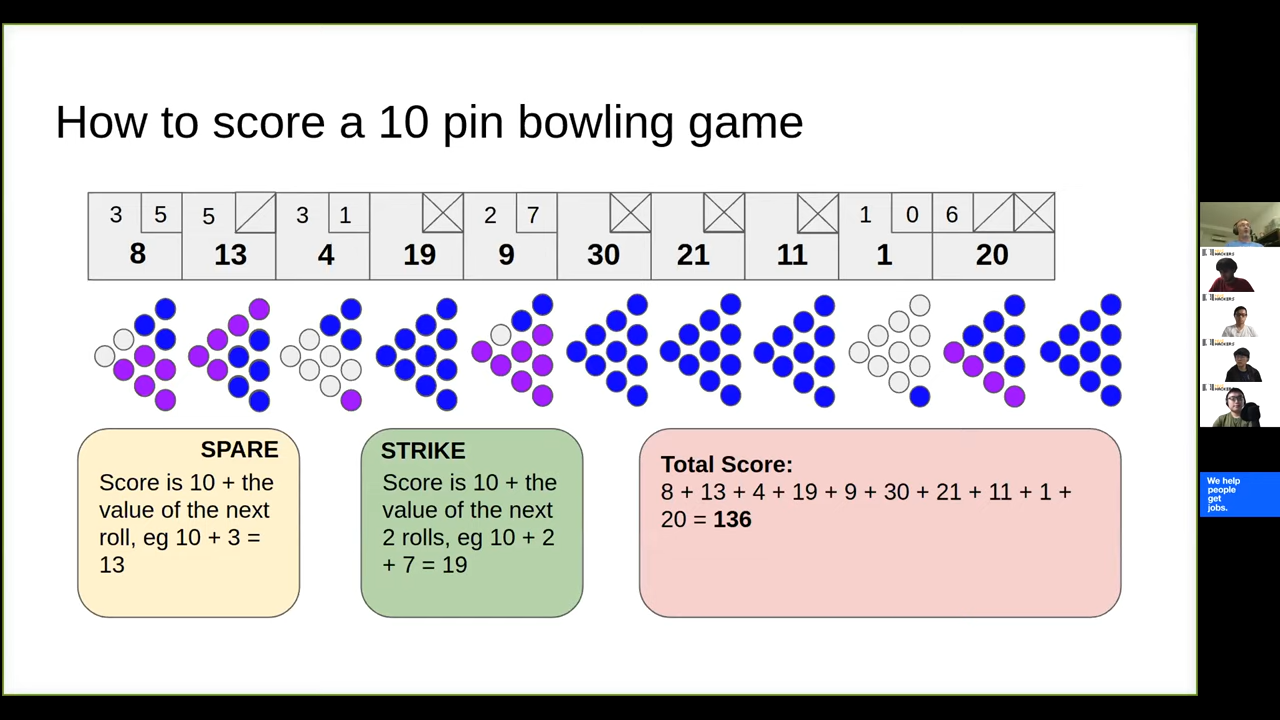 How to score a 10 pin bowling game
3 5 5 3 1 2 7 1 0 6
8 13 4 19 9 30 21 11 1 20
SPARE
Score is 10 + the
value of the next
roll, eg 10 + 3 =
13
STRIKE
Score is 10 + the
value of the next
2 rolls, eg 10 + 2
+ 7 = 19
Total Score:
8 + 13 + 4 + 19 + 9 + 30 + 21 + 11 + 1 +
20 = 136
We help
people
get
jobs.